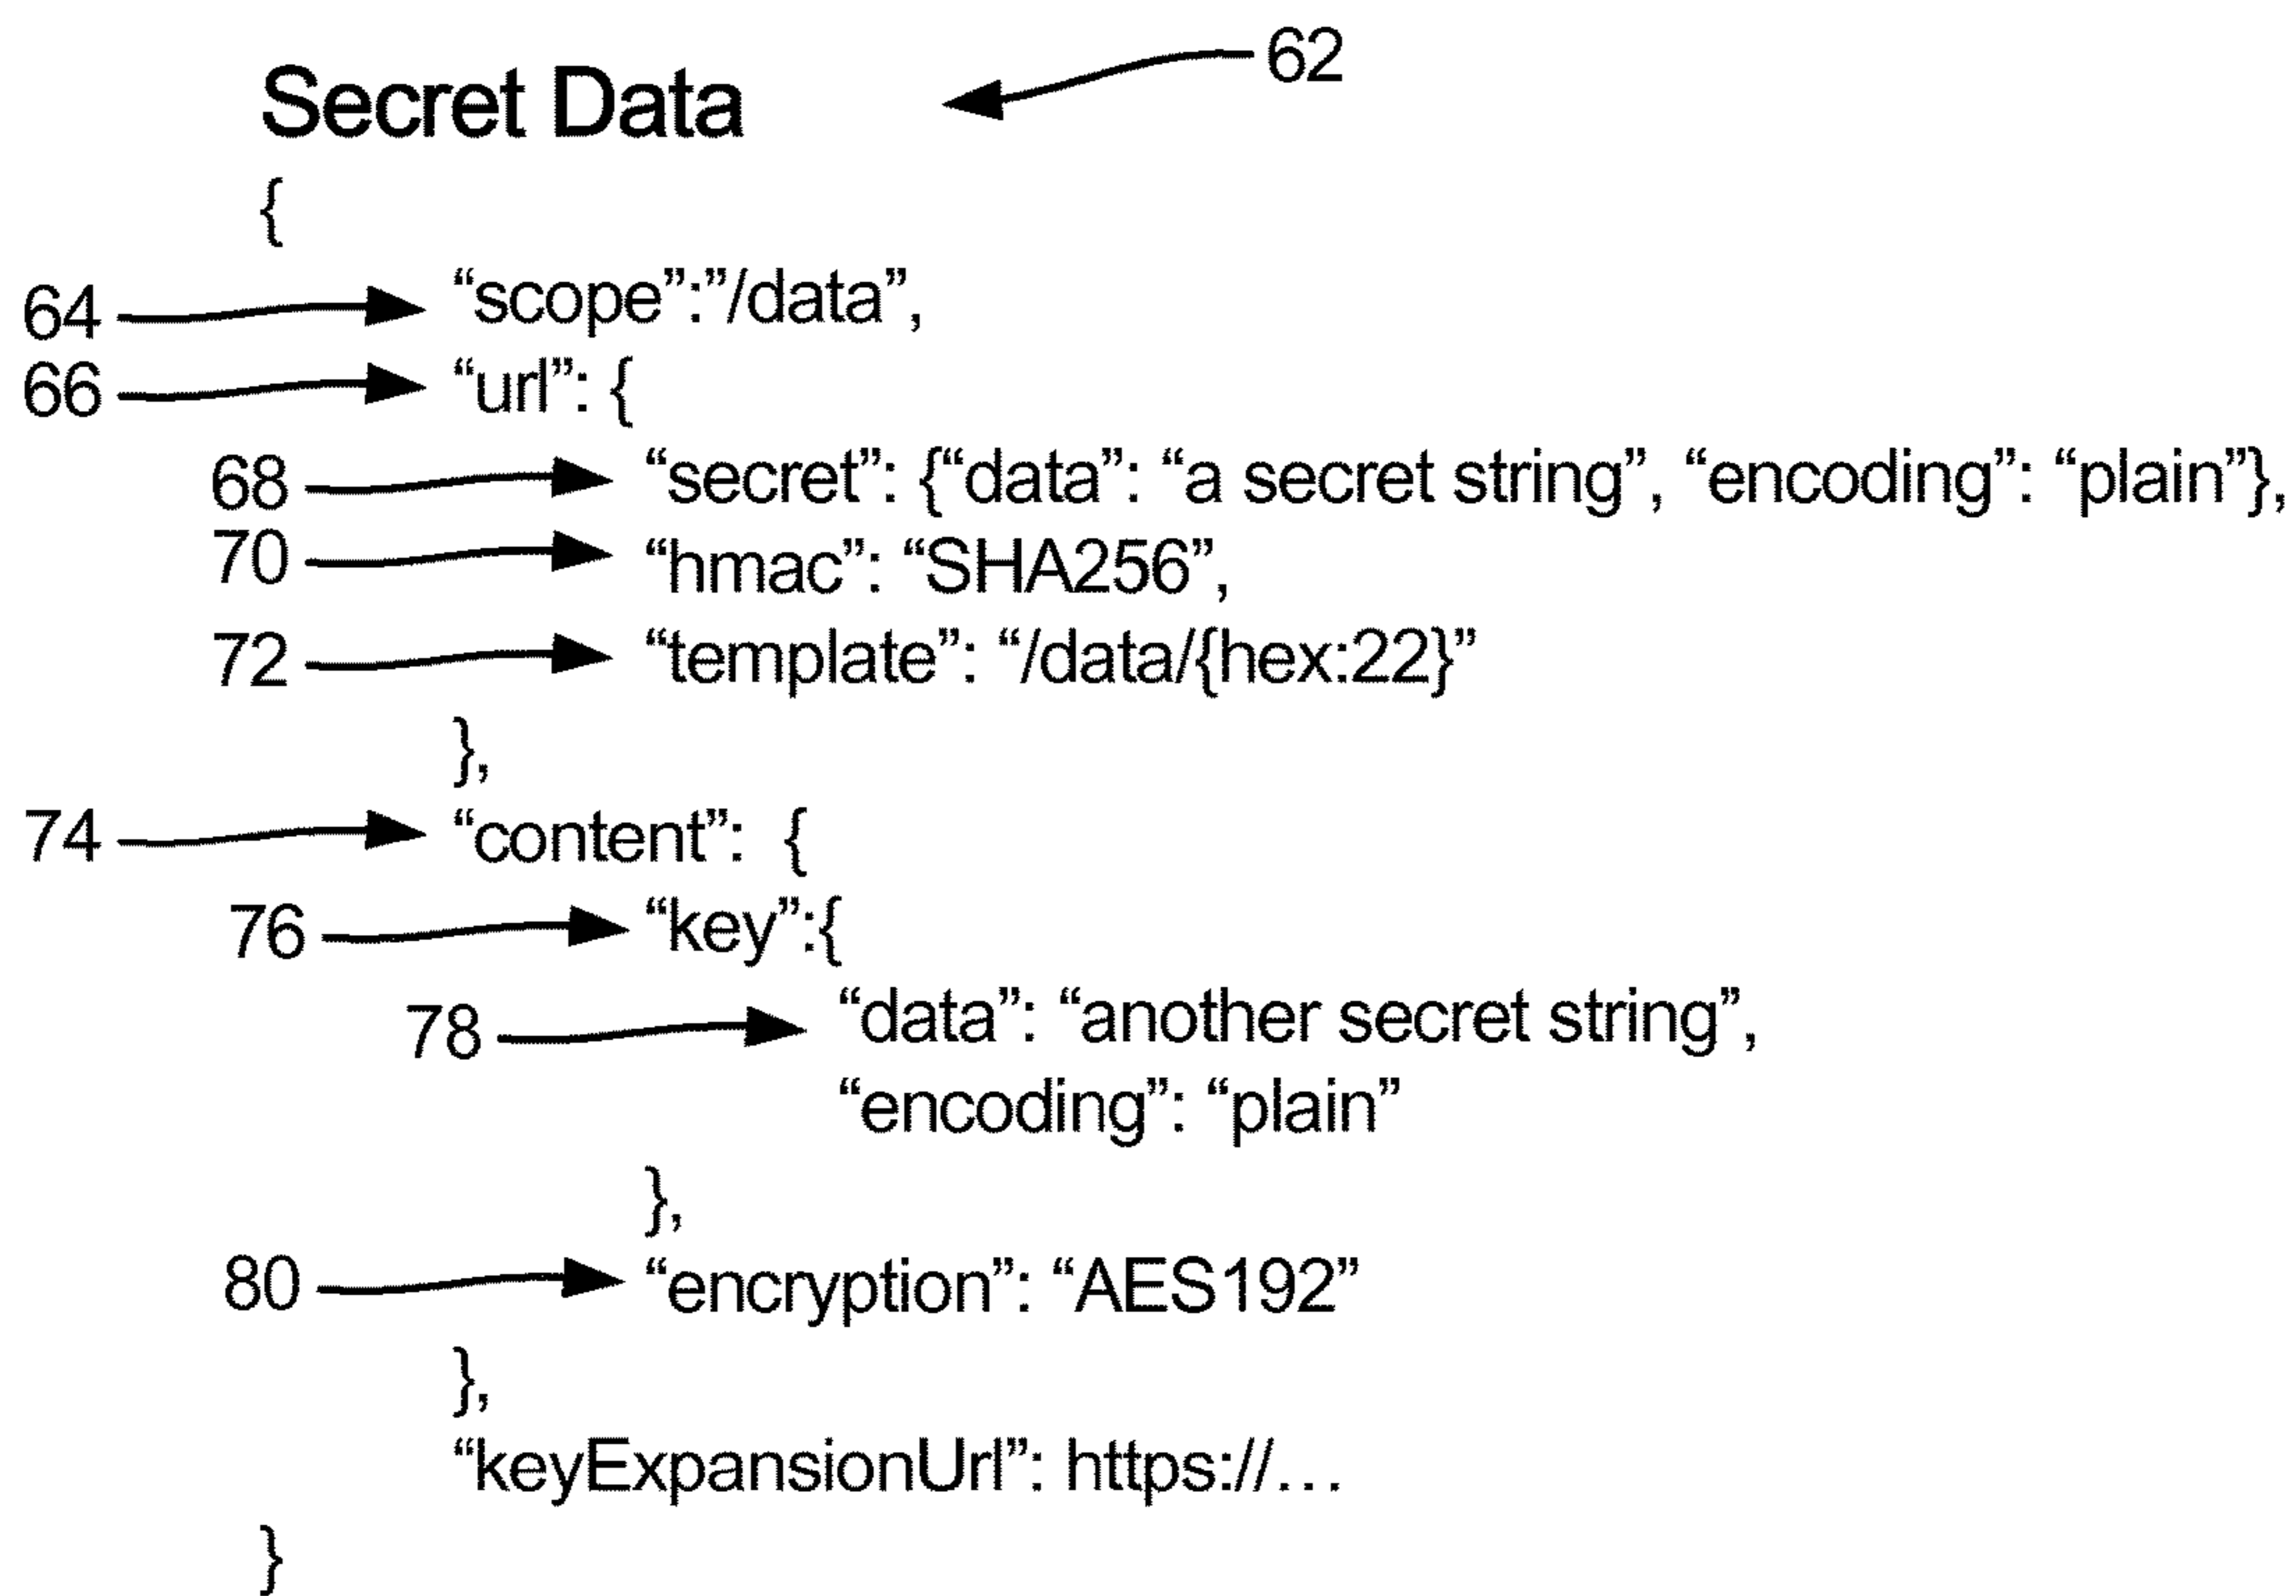 Secret Data 62
{
64 “scope”:”/data”,
66 “url”: {
68 “secret”: {“data”: “a secret string”, “encoding”: “plain”},
70 “hmac”: “SHA256”,
72 “template”: “/data/{hex:22}”
},
74 “content”: {
76 “key”:{
78 “data”: “another secret string”,
“encoding”: “plain”
},
80 “encryption”: “AES192”
},
“keyExpansionUrl”: https://…
}